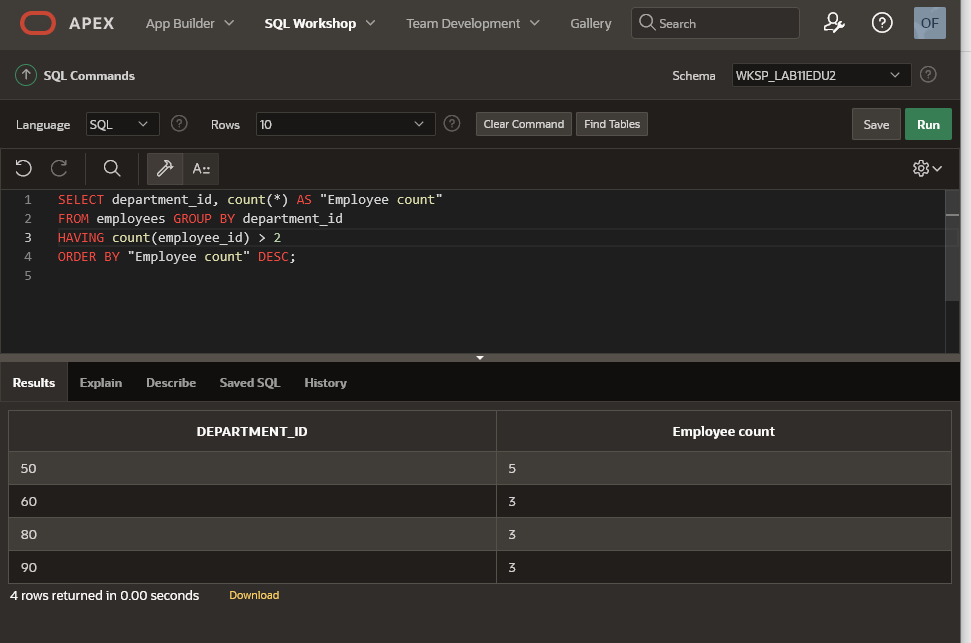 APEX App Builder SQL Workshop Team Development Gallery Search OF
SQL Commands Schema WKSP_LAB11EDU2
Language SQL Rows 10 Clear Command Find Tables Save Run
A
1 SELECT department_id, count(*) AS "Employee count"
2 FROM employees GROUP BY department_id
3 HAVING count(employee_id) > 2
4 ORDER BY "Employee count" DESC;
5
Results Explain Describe Saved SQL History
DEPARTMENT_ID Employee count
50 5
60 3
80 3
90 3
4 rows returned in 0.00 seconds Download